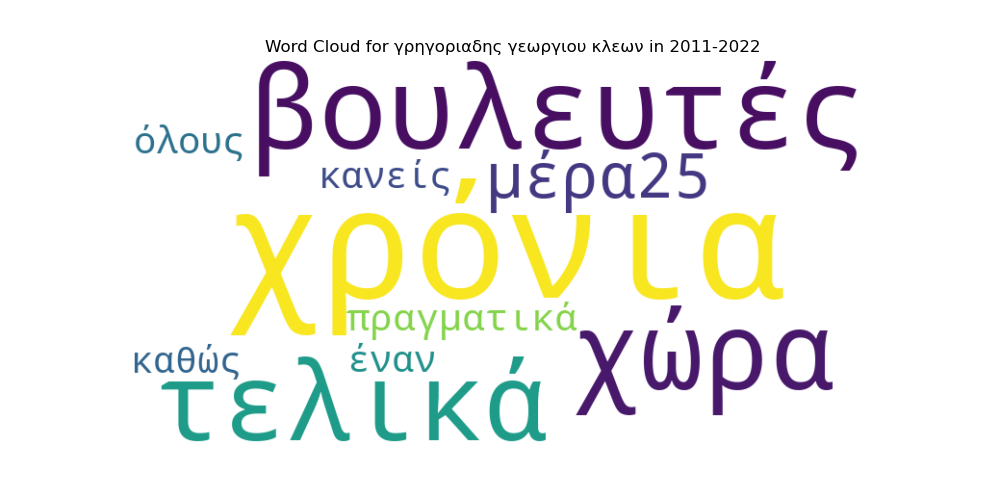 Word Cloud for γρηγοριαδης γεωργιου κλεων in 2011-2022
βουλευτές
όλους
κανείς μέρα25
χρόνια
πραγματικά
χώρα
καθώς έναν
τελικά